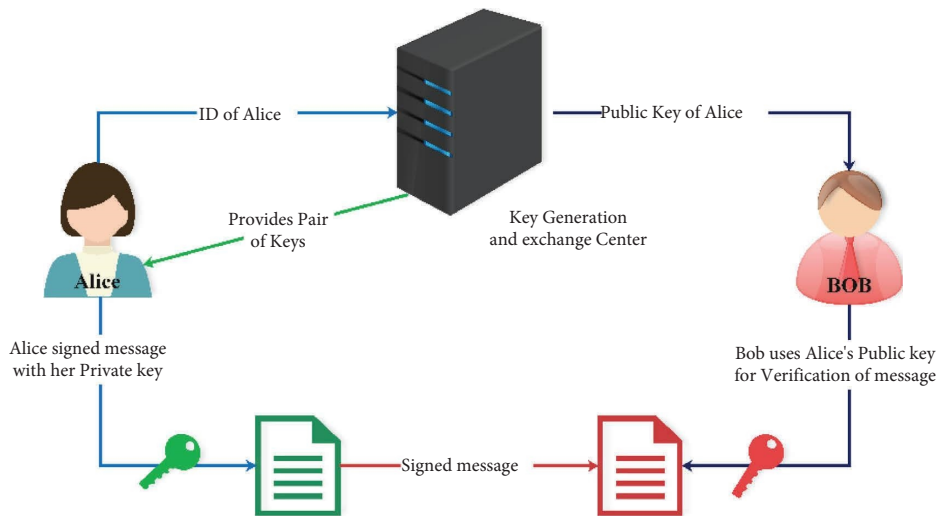 ID of Alice
Public Key of Alice
Provides Pair
of Keys
Key Generation
and exchange Center
Alice
BOB
Alice signed message
with her Private key
Bob uses Alice's Public key
for Verification of message
Signed message